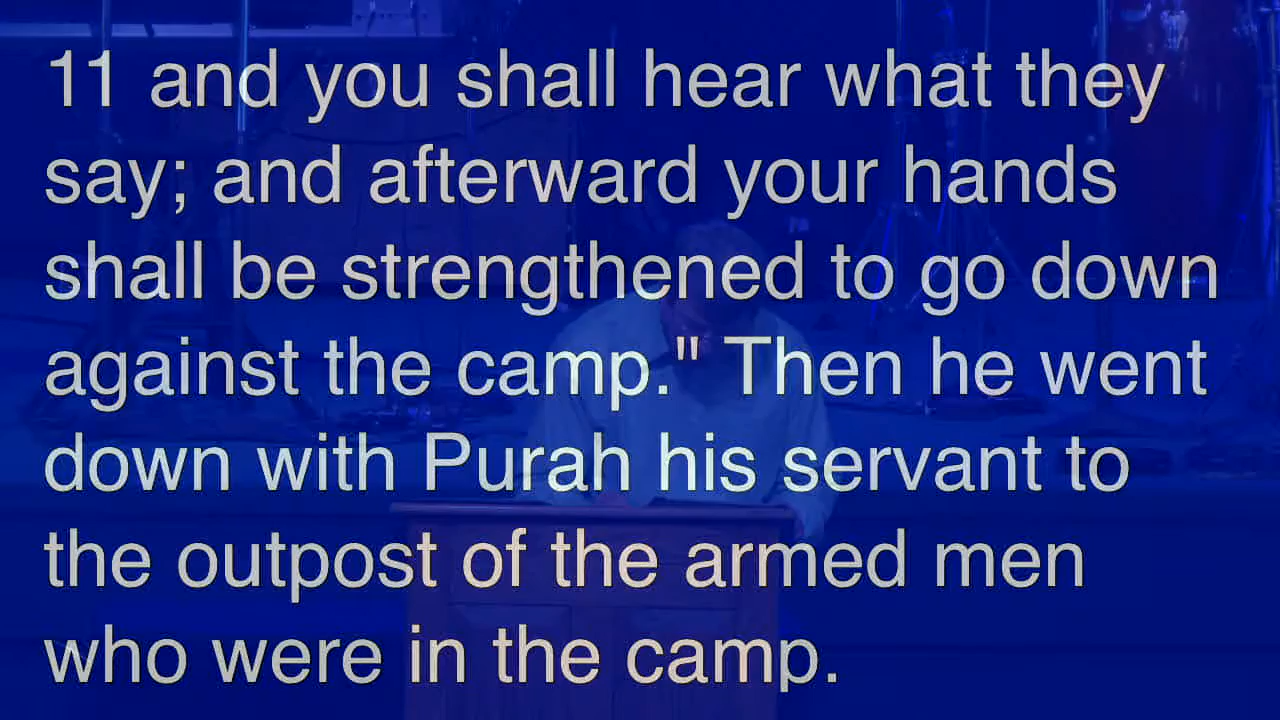 11 and you shall hear what they
say; and afterward your hands
shall be strengthened to go down
against the camp." Then he went
down with Purah his servant to
the outpost of the armed men
who were in the camp.